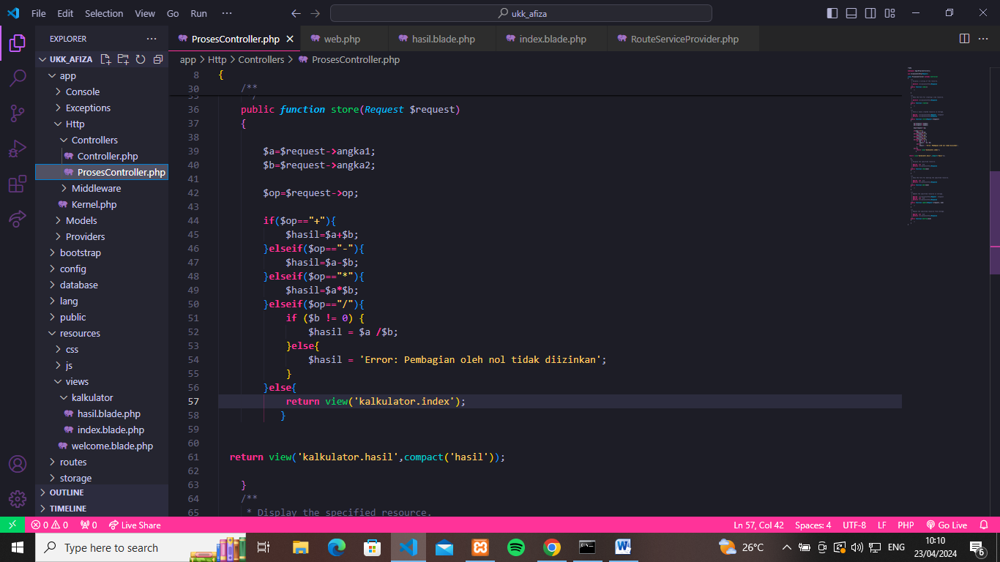 File Edit Selection View Go Run ··· ukk_afiza
EXPLORER ···
ProsesController.php web.php hasil.blade.php index.blade.php RouteServiceProvider.php
UKK_AFIZA
app > Http > Controllers > ProsesController.php
app
Console
Exceptions
Http
Controllers
Controller.php
ProsesController.php
Middleware
Kernel.php
Models
Providers
bootstrap
config
database
lang
public
resources
css
js
views
kalkulator
hasil.blade.php
index.blade.php
welcome.blade.php
routes
storage
OUTLINE
TIMELINE
8 {
30 /**
36 public function store(Request $request)
37 {
38
39 $a=$request->angka1;
40 $b=$request->angka2;
41
42 $op=$request->op;
43
44 if($op=="+"){
45 $hasil=$a+$b;
46 }elseif($op=="-"){
47 $hasil=$a-$b;
48 }elseif($op=="*"){
49 $hasil=$a*$b;
50 }elseif($op=="/"){
51 if ($b != 0) {
52 $hasil = $a /$b;
53 }else{
54 $hasil = 'Error: Pembagian oleh nol tidak diizinkan';
55 }
56 }else{
57 return view('kalkulator.index');
58 }
59
60
61 return view('kalkulator.hasil',compact('hasil'));
62
63 }
64 /**
65 * Display the specified resource.
0 0 0 Live Share Ln 57, Col 42 Spaces: 4 UTF-8 LF PHP Go Live
Type here to search 26°C ENG 10:10 23/04/2024 6